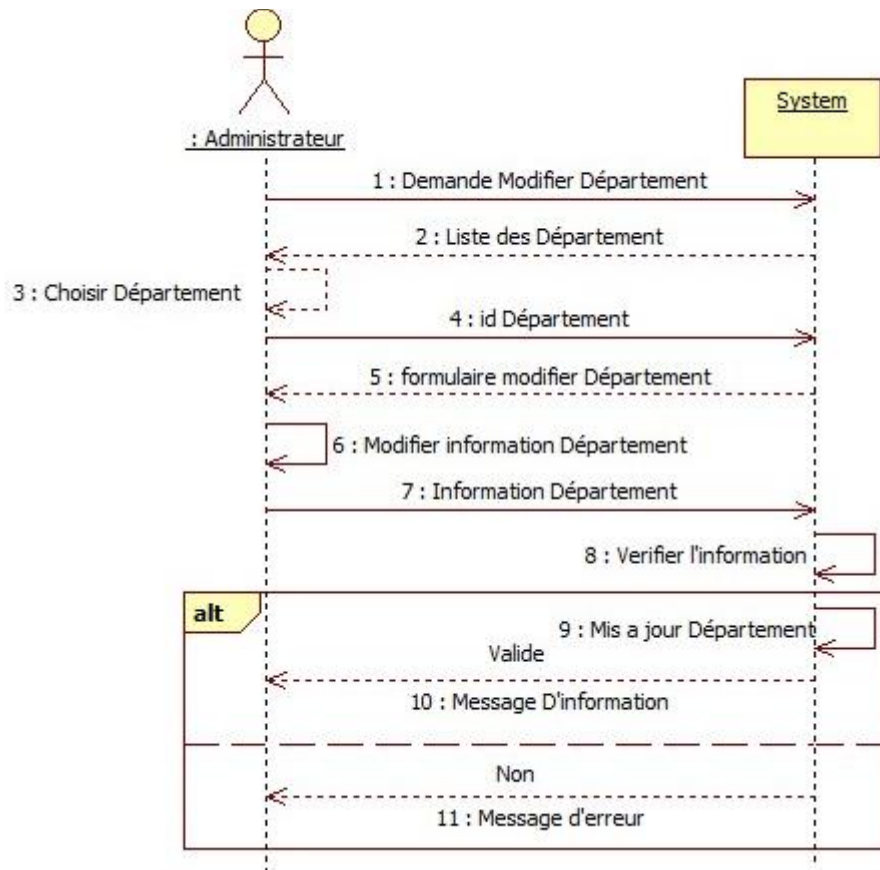 System
: Administrateur
1 : Demande Modifier Département
2 : Liste des Département
3 : Choisir Département
4 : id Département
5 : formulaire modifier Département
6 : Modifier information Département
7 : Information Département
8 : Verifier l'information
alt
9 : Mis a jour Département
Valide
10 : Message D'information
Non
11 : Message d'erreur